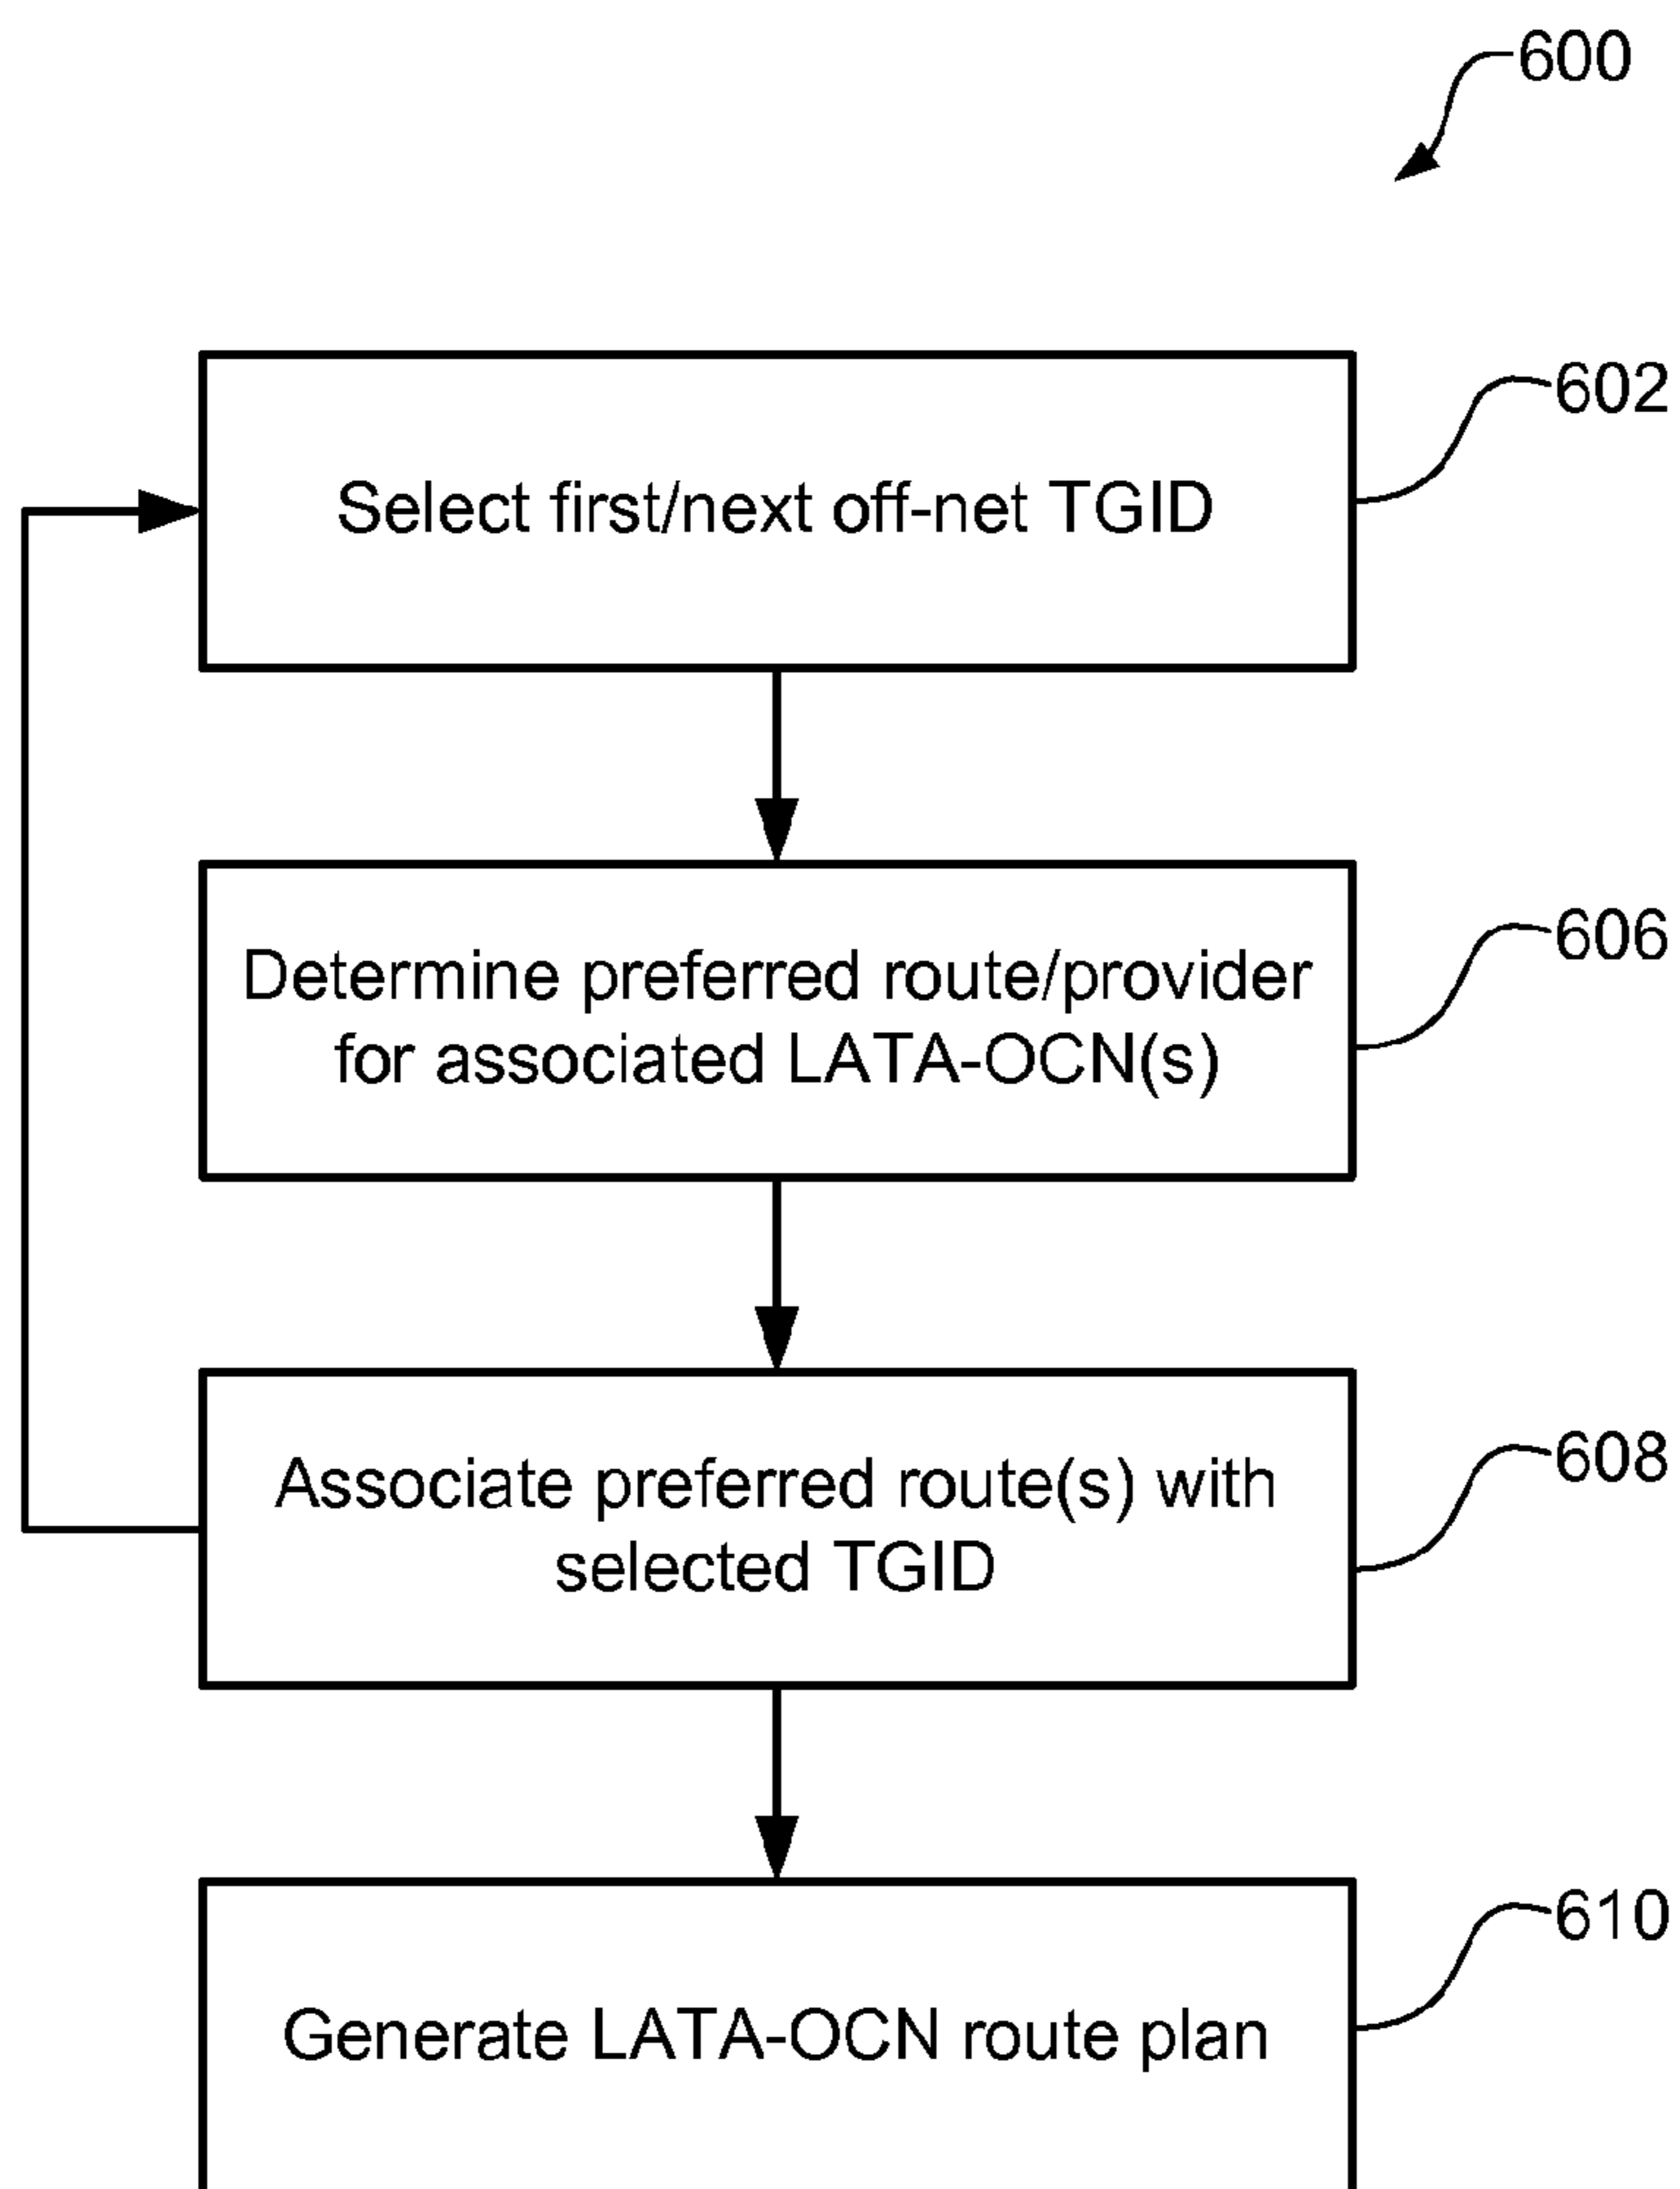 600
602
Select first/next off-net TGID
606
Determine preferred route/provider
for associated LATA-OCN(s)
608
Associate preferred route(s) with
selected TGID
610
Generate LATA-OCN route plan